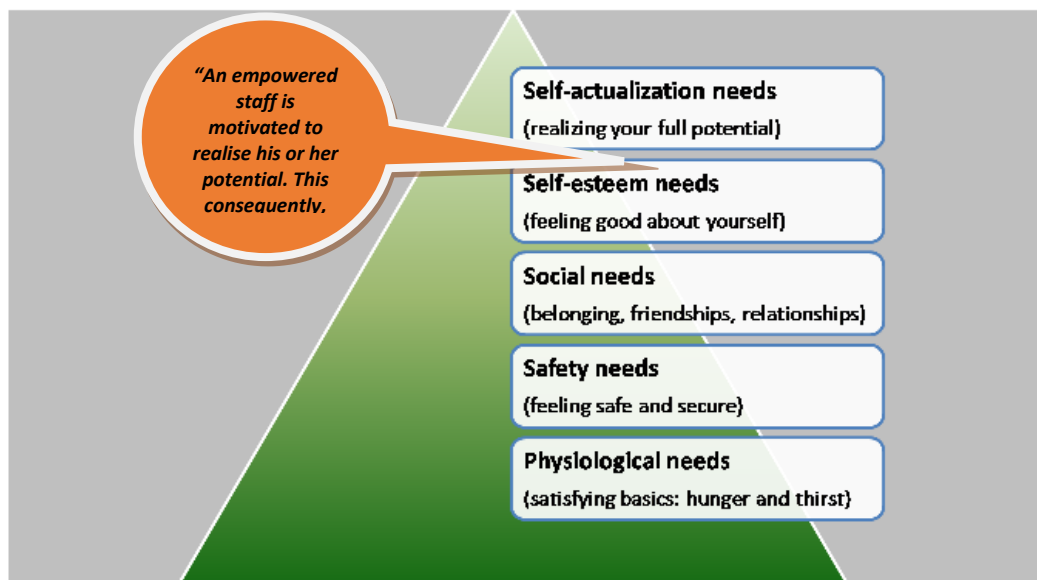 “An empowered
staff is
motivated to
realise his or her
potential. This
consequently,
Self-actualization needs
(realizing your full potential)
Self-esteem needs
(feeling good about yourself)
Social needs
(belonging, friendships, relationships)
Safety needs
(feeling safe and secure)
Physiological needs
(satisfying basics: hunger and thirst)